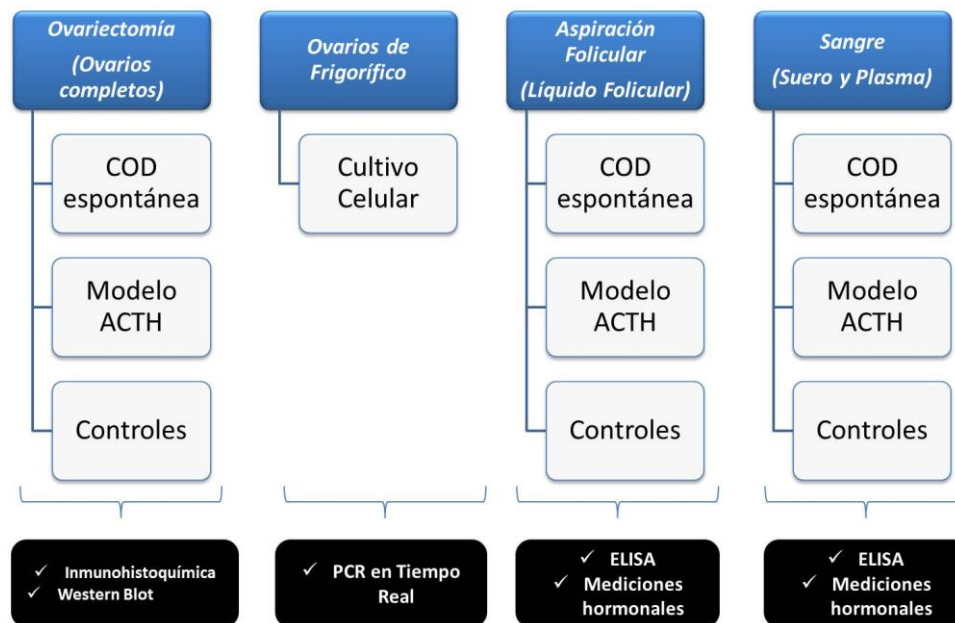 Ovariectomía
(Ovarios
completos)
COD
espontánea
Modelo
ACTH
Controles
✓ Inmunohistoquímica
✓ Western Blot
Ovarios de
Frigorífico
Cultivo
Celular
✓ PCR en Tiempo
Real
Aspiración
Folicular
(Líquido Folicular)
COD
espontánea
Modelo
ACTH
Controles
✓ ELISA
✓ Mediciones
hormonales
Sangre
(Suero y Plasma)
COD
espontánea
Modelo
ACTH
Controles
✓ ELISA
✓ Mediciones
hormonales